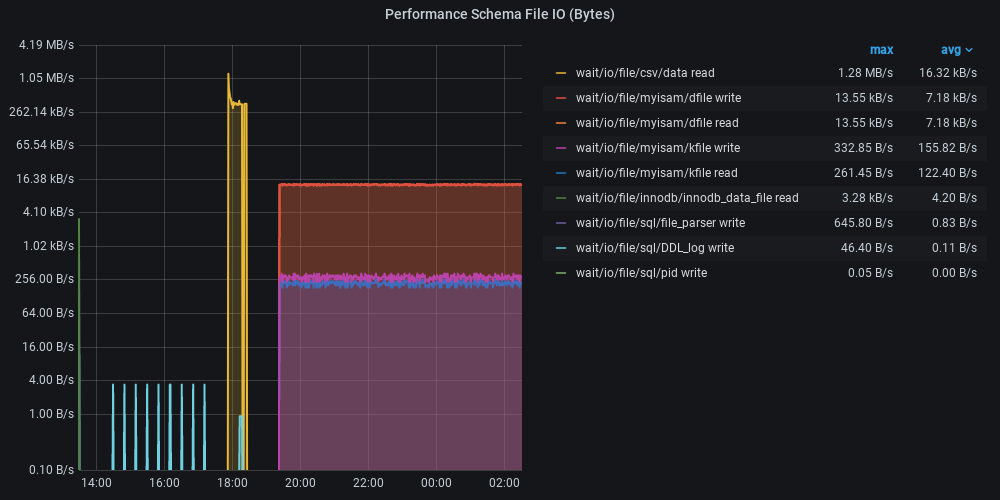 Performance Schema File IO (Bytes)
4.19 MB/s
1.05 MB/s
262.14 kB/s
65.54 kB/s
16.38 kB/s
4.10 kB/s
1.02 kB/s
256.00 B/s
64.00 B/s
16.00 B/s
4.00 B/s
1.00 B/s
0.10 B/s
14:00 16:00 18:00 20:00 22:00 00:00 02:00
max avg
wait/io/file/csv/data read 1.28 MB/s 16.32 kB/s
wait/io/file/myisam/dfile write 13.55 kB/s 7.18 kB/s
wait/io/file/myisam/dfile read 13.55 kB/s 7.18 kB/s
wait/io/file/myisam/kfile write 332.85 B/s 155.82 B/s
wait/io/file/myisam/kfile read 261.45 B/s 122.40 B/s
wait/io/file/innodb/innodb_data_file read 3.28 kB/s 4.20 B/s
wait/io/file/sql/file_parser write 645.80 B/s 0.83 B/s
wait/io/file/sql/DDL_log write 46.40 B/s 0.11 B/s
wait/io/file/sql/pid write 0.05 B/s 0.00 B/s